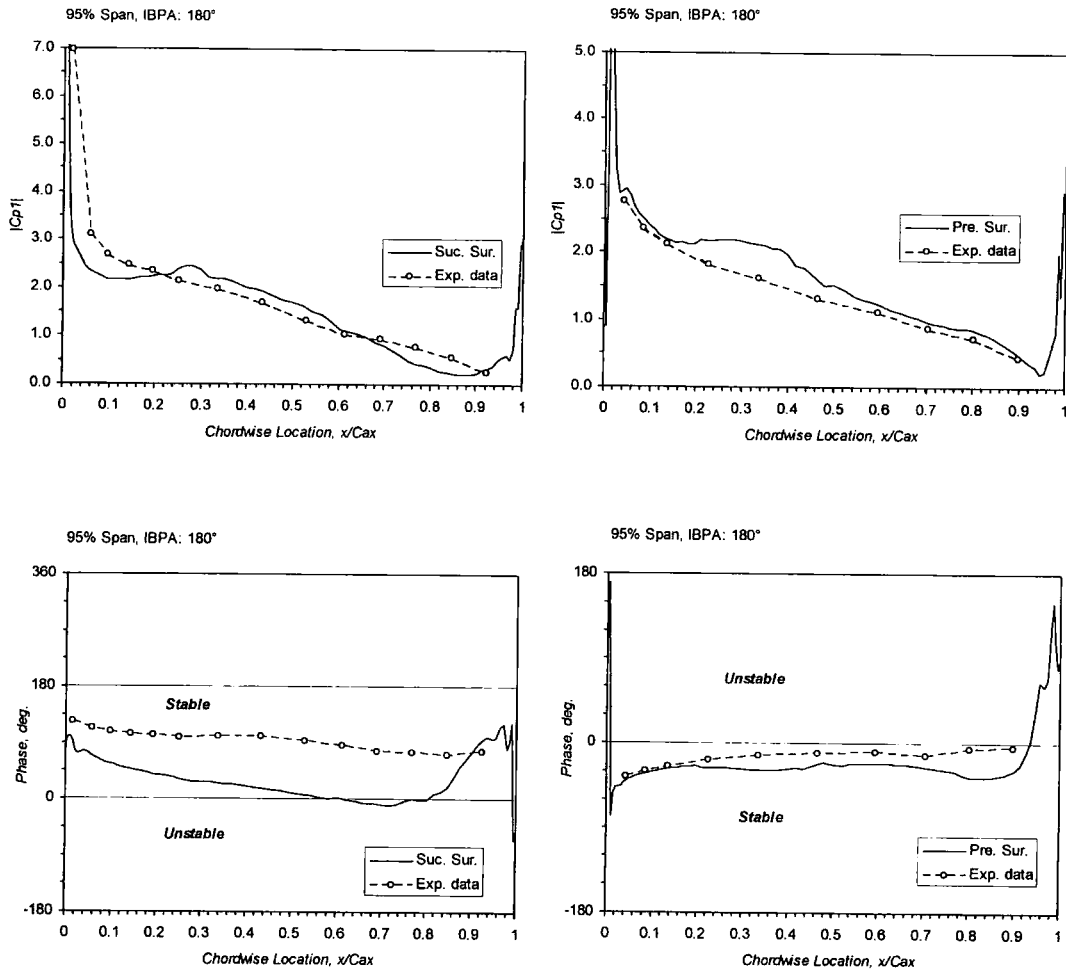 95% Span, IBPA: 180°
7.0
6.0
5.0
4.0
3.0
2.0
1.0
0.0
|Cp1|
Suc. Sur.
Exp. data
0 0.1 0.2 0.3 0.4 0.5 0.6 0.7 0.8 0.9 1
Chordwise Location, x/Cax
95% Span, IBPA: 180°
5.0
4.0
3.0
2.0
1.0
0.0
|Cp1|
Pre. Sur.
Exp. data
0 0.1 0.2 0.3 0.4 0.5 0.6 0.7 0.8 0.9 1
Chordwise Location, x/Cax
95% Span, IBPA: 180°
360
180
0
-180
Phase, deg.
Stable
Unstable
Suc. Sur.
Exp. data
0 0.1 0.2 0.3 0.4 0.5 0.6 0.7 0.8 0.9 1
Chordwise Location, x/Cax
95% Span, IBPA: 180°
180
0
-180
Phase, deg.
Unstable
Stable
Pre. Sur.
Exp. data
0 0.1 0.2 0.3 0.4 0.5 0.6 0.7 0.8 0.9 1
Chordwise Location, x/Cax